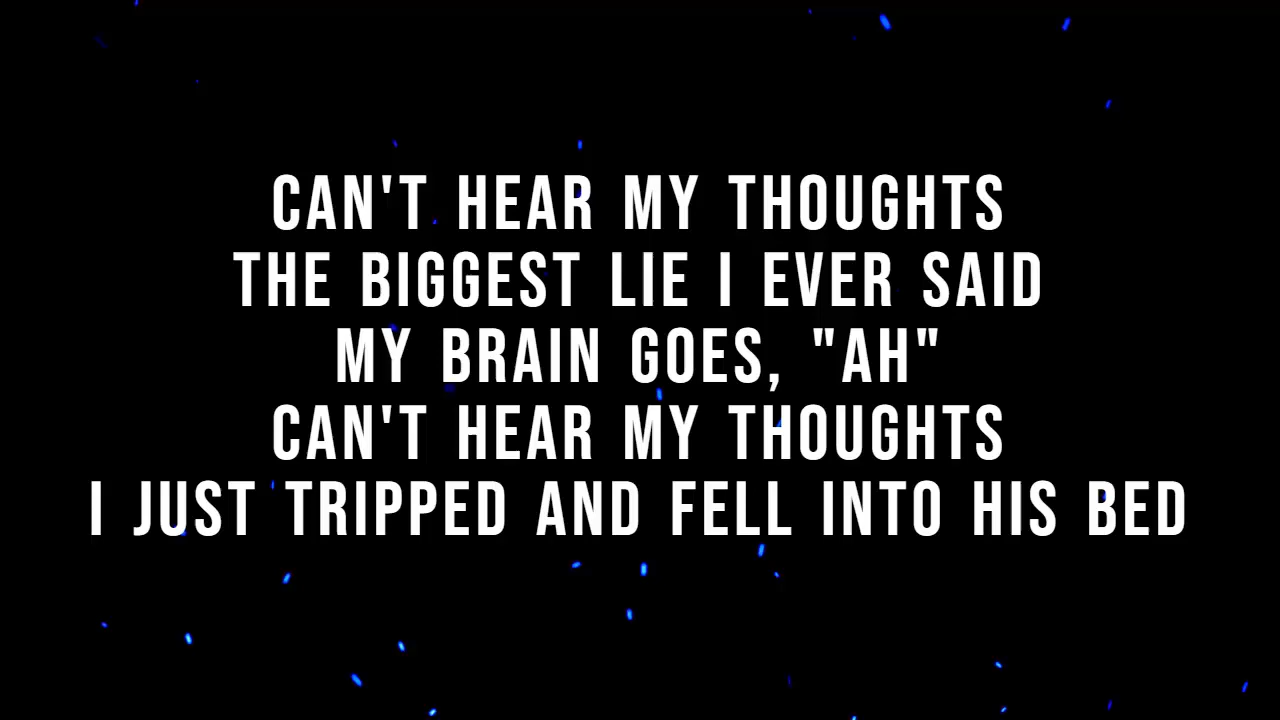 CAN'T HEAR MY THOUGHTS
THE BIGGEST LIE I EVER SAID
MY BRAIN GOES, "AH"
CAN'T HEAR MY THOUGHTS
I JUST TRIPPED AND FELL INTO HIS BED